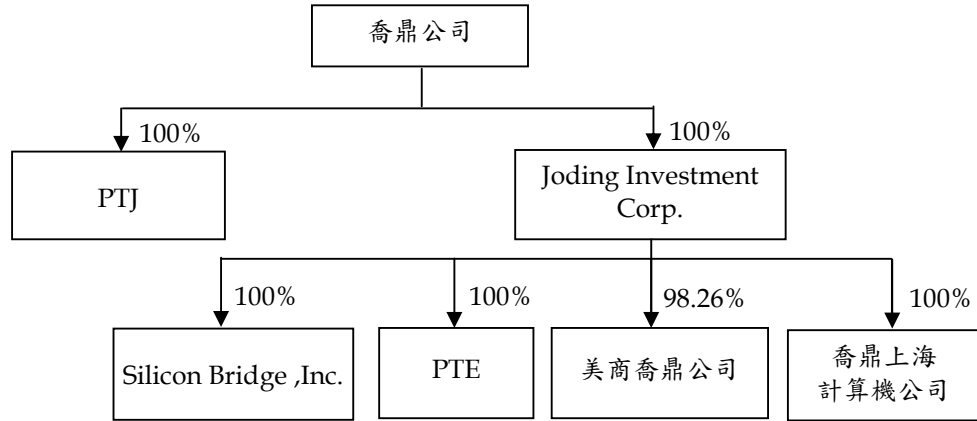 喬鼎公司
100%
100%
PTJ
Joding Investment
Corp.
100%
100%
98.26%
100%
Silicon Bridge ,Inc.
PTE
美商喬鼎公司
喬鼎上海
計算機公司